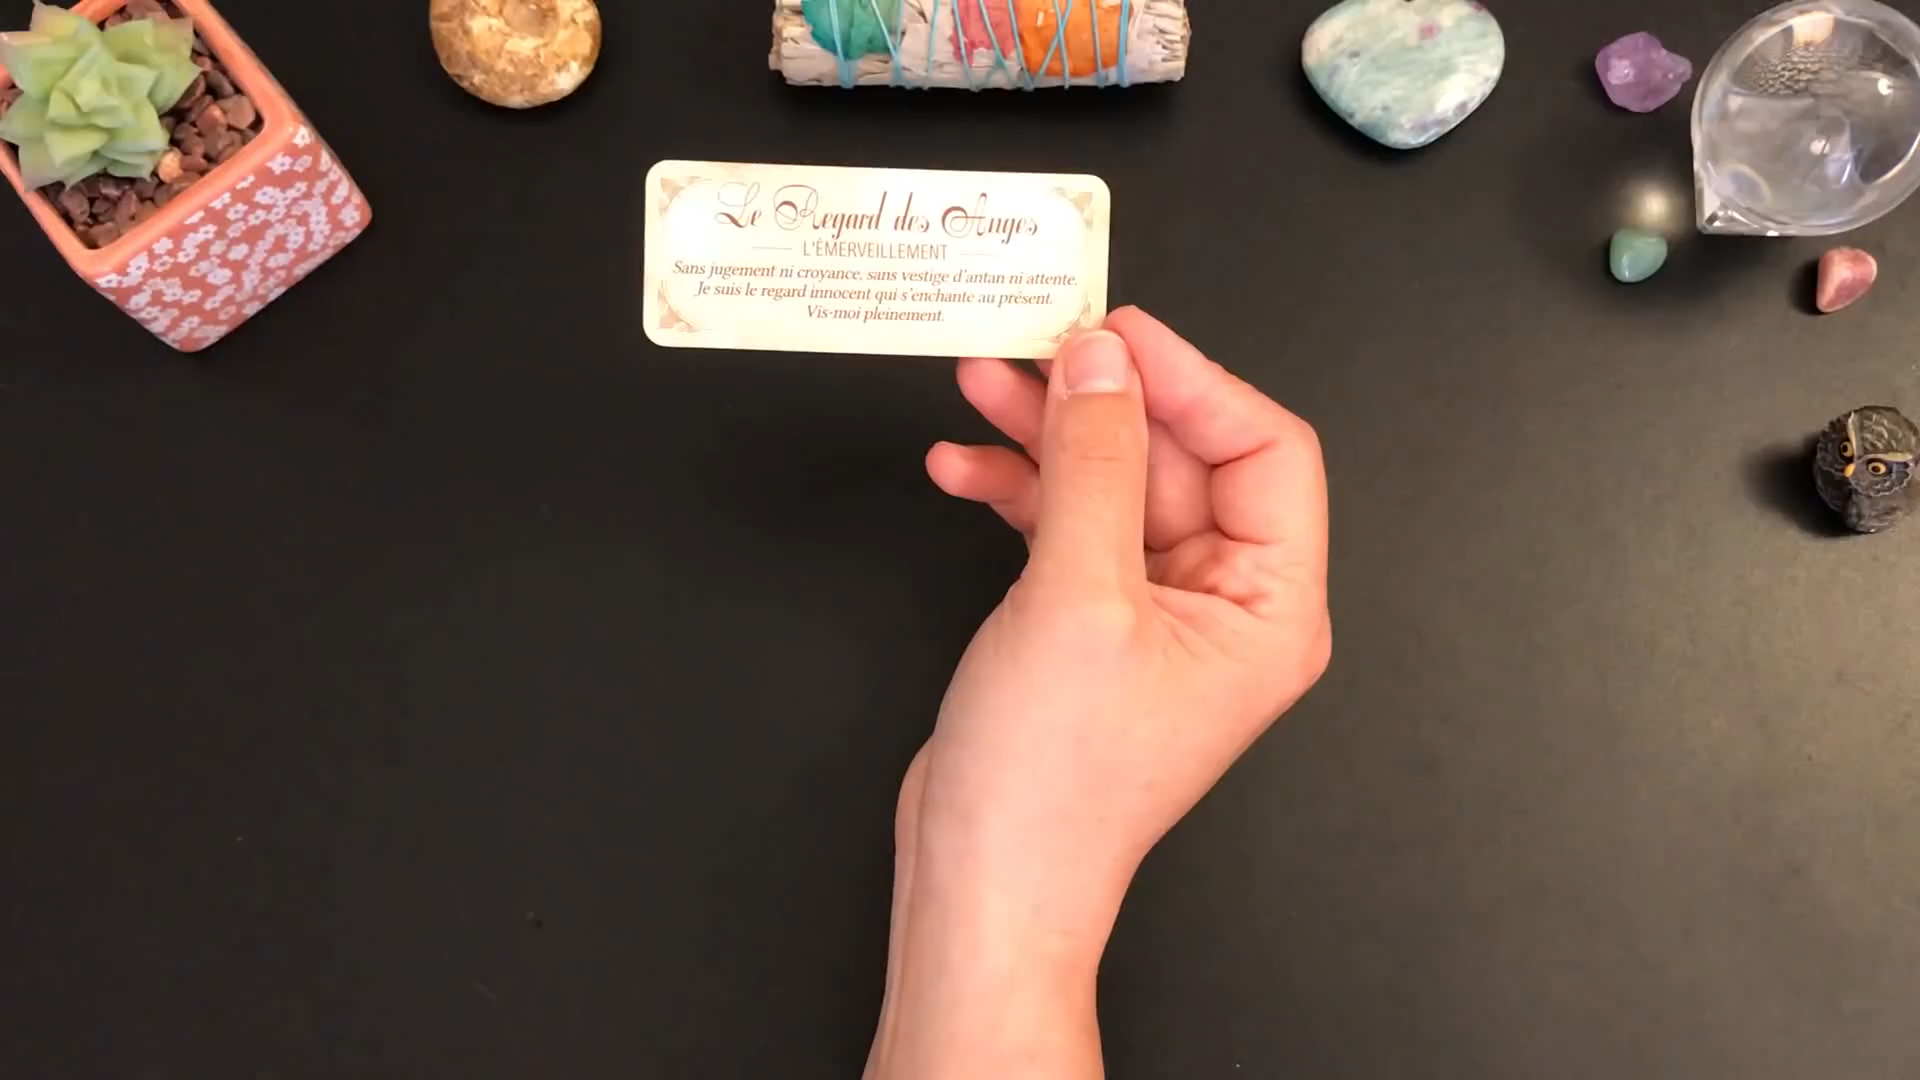 Le Regard des Anges
L'ÉMERVEILLEMENT
Sans jugement ni croyance, sans vestige d'antan ni attente.
Je suis le regard innocent qui s'enchante au présent.
Vis-moi pleinement.